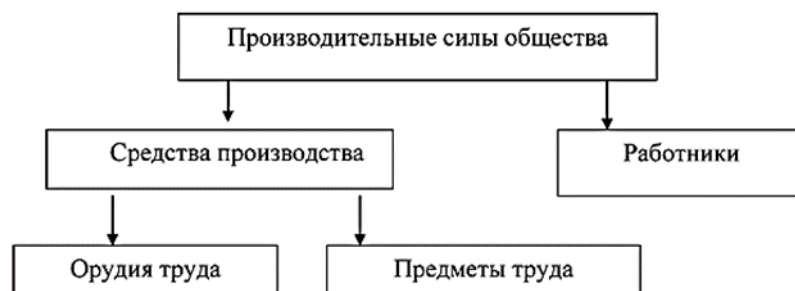 Производительные силы общества
Средства производства
Работники
Орудия труда
Предметы труда